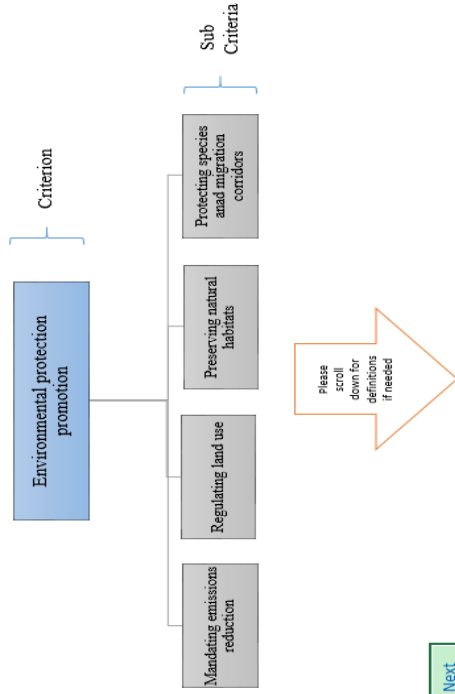 Criterion
Environmental protection
promotion
Sub
Criteria
Mandating emissions
reduction
Regulating land use
Preserving natural
habitats
Protecting species
anad migration
corridors
Please
scroll
down for
definitions
if needed
Next